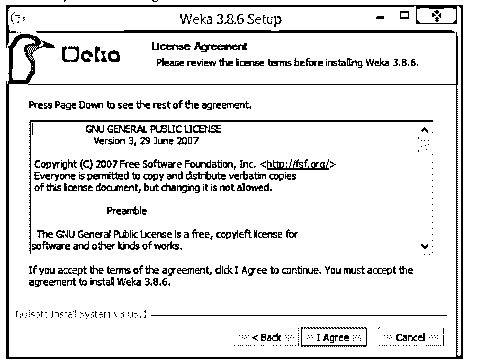 Weka 3.8.6 Setup
Weka
License Agreement
Please review the license terms before installing Weka 3.8.6.
Press Page Down to see the rest of the agreement.
GNU GENERAL PUBLIC LICENSE
Version 3, 29 June 2007
Copyright (C) 2007 Free Software Foundation, Inc. <http://fsf.org/>
Everyone is permitted to copy and distribute verbatim copies
of this license document, but changing it is not allowed.
Preamble
The GNU General Public License is a free, copyleft license for
software and other kinds of works.
If you accept the terms of the agreement, click I Agree to continue. You must accept the
agreement to install Weka 3.8.6.
Nullsoft Install System
< Back
I Agree
Cancel